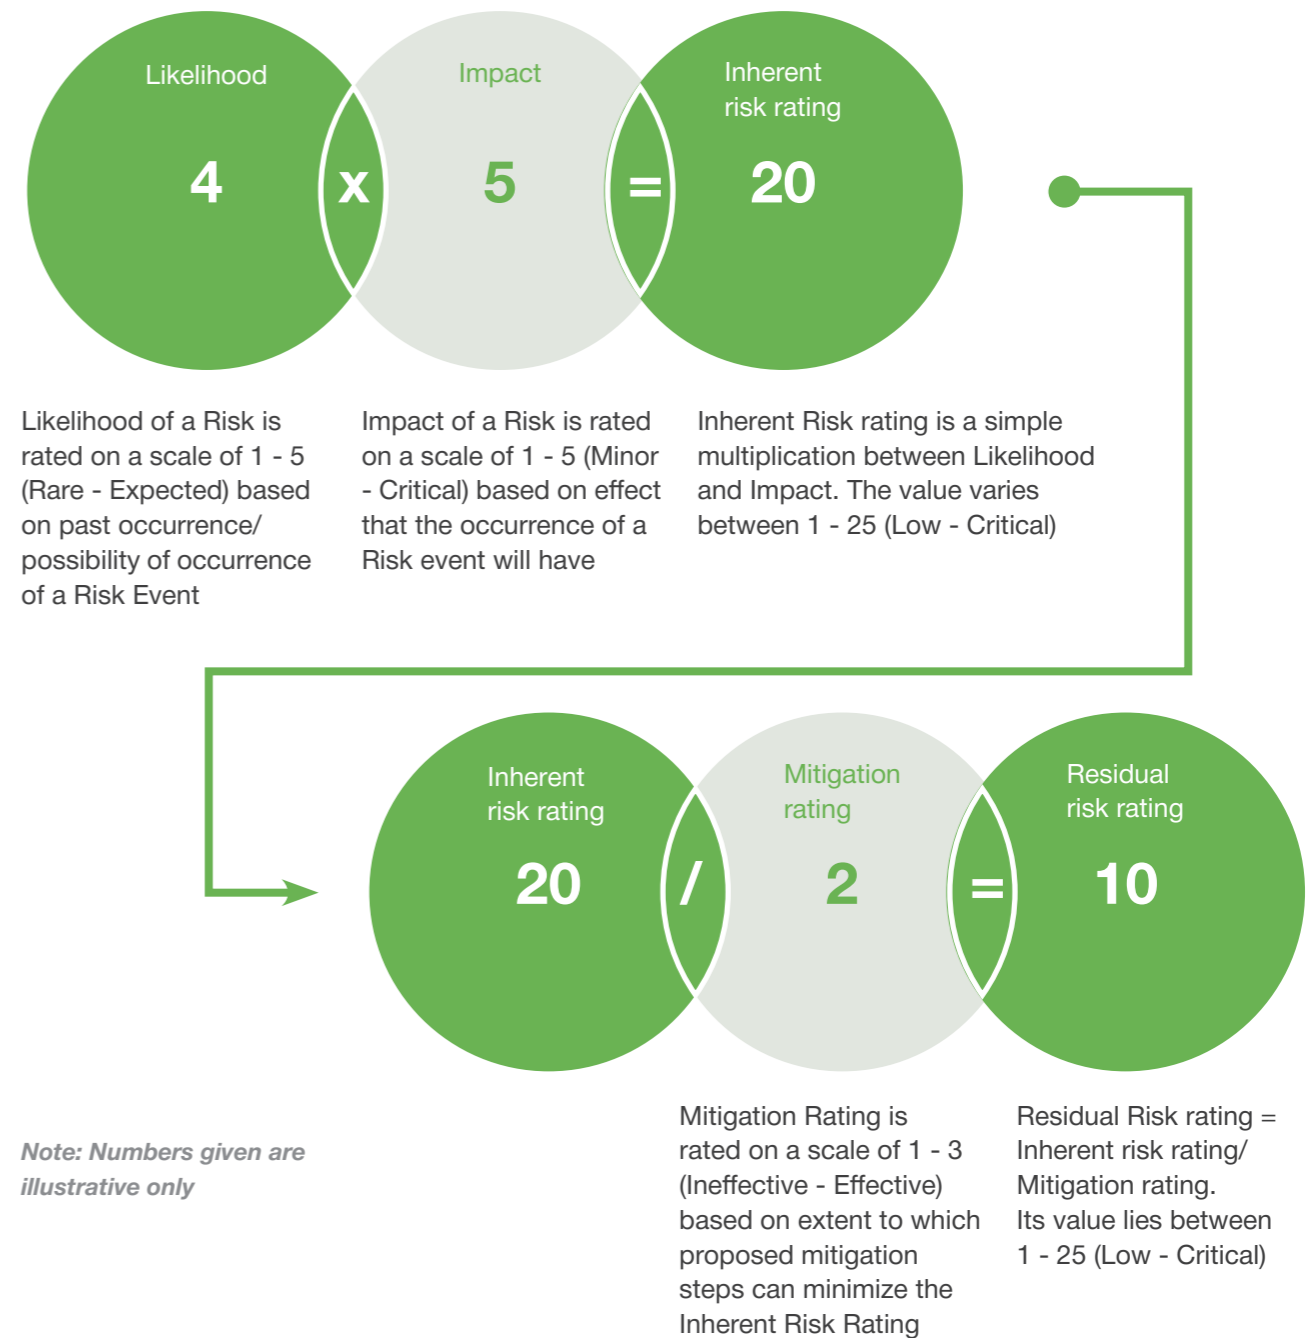 Likelihood
4
x
Impact
5
=
Inherent
risk rating
20
Likelihood of a Risk is
rated on a scale of 1 - 5
(Rare - Expected) based
on past occurrence/
possibility of occurrence
of a Risk Event
Impact of a Risk is rated
on a scale of 1 - 5 (Minor
- Critical) based on effect
that the occurrence of a
Risk event will have
Inherent Risk rating is a simple
multiplication between Likelihood
and Impact. The value varies
between 1 - 25 (Low - Critical)
Inherent
risk rating
20
/
Mitigation
rating
2
=
Residual
risk rating
10
Mitigation Rating is
rated on a scale of 1 - 3
(Ineffective - Effective)
based on extent to which
proposed mitigation
steps can minimize the
Inherent Risk Rating
Residual Risk rating =
Inherent risk rating/
Mitigation rating.
Its value lies between
1 - 25 (Low - Critical)
Note: Numbers given are
illustrative only